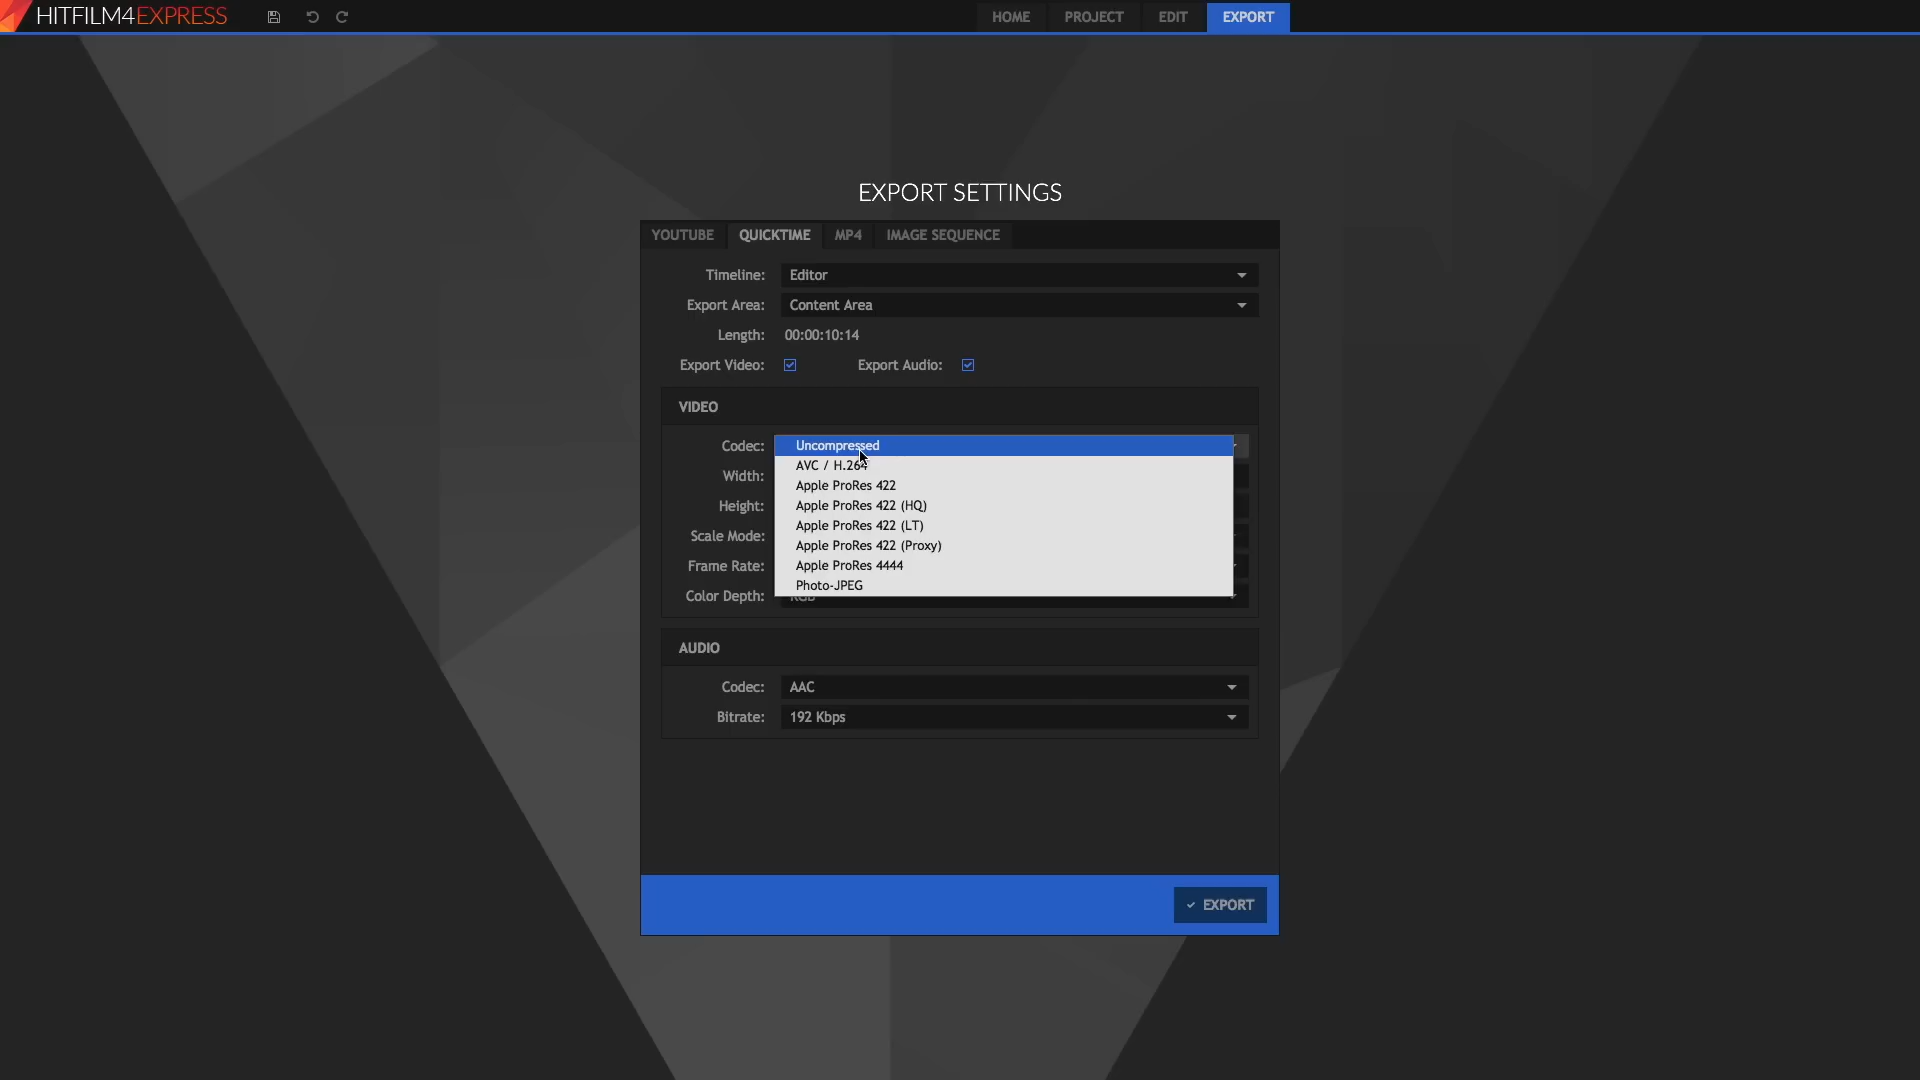 HITFILM4EXPRESS
HOME PROJECT EDIT EXPORT
EXPORT SETTINGS
YOUTUBE QUICKTIME MP4 IMAGE SEQUENCE
Timeline: Editor
Export Area: Content Area
Length: 00:00:10:14
Export Video: Export Audio:
VIDEO
Codec: Uncompressed
AVC / H.264
Width: Apple ProRes 422
Height: Apple ProRes 422 (HQ)
Scale Mode: Apple ProRes 422 (LT)
Apple ProRes 422 (Proxy)
Frame Rate: Apple ProRes 4444
Photo-JPEG
Color Depth: RGB
AUDIO
Codec: AAC
Bitrate: 192 Kbps
EXPORT